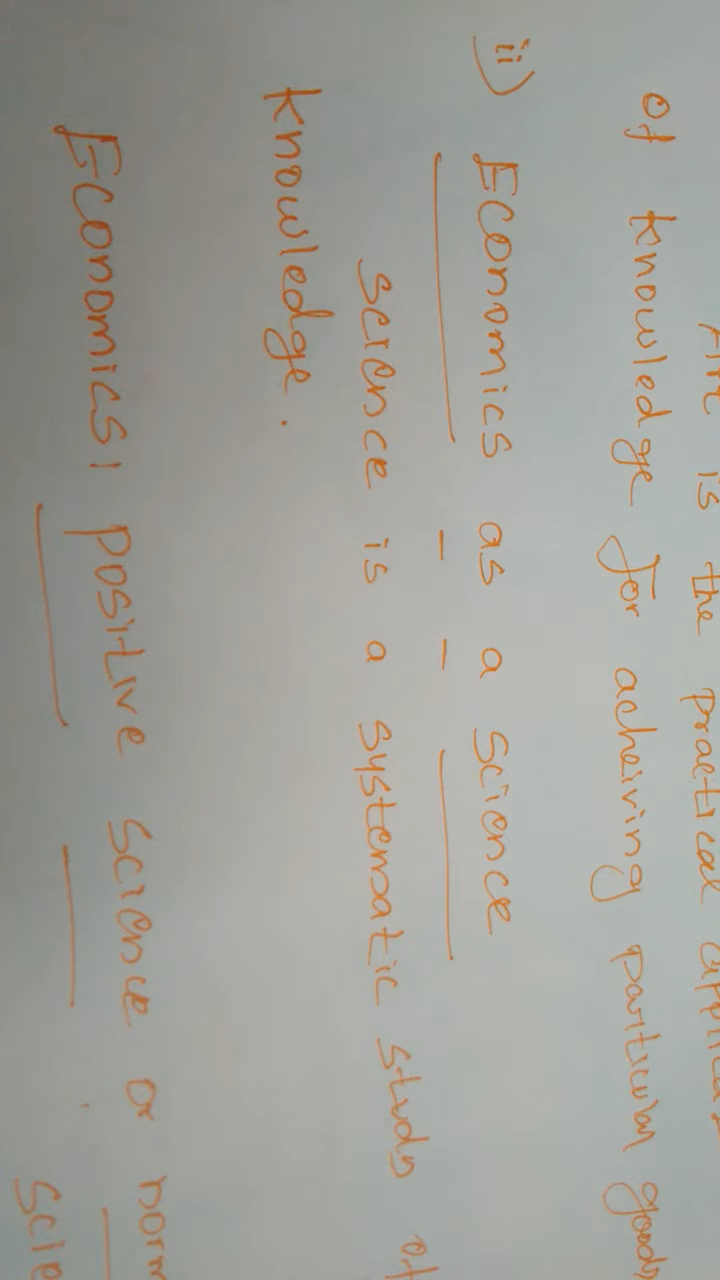 is the practical
of knowledge for acheiving particular goods
ii) Economics as a science
science is a systematic study of
knowledge.
Economics, positive science or norm
Scie